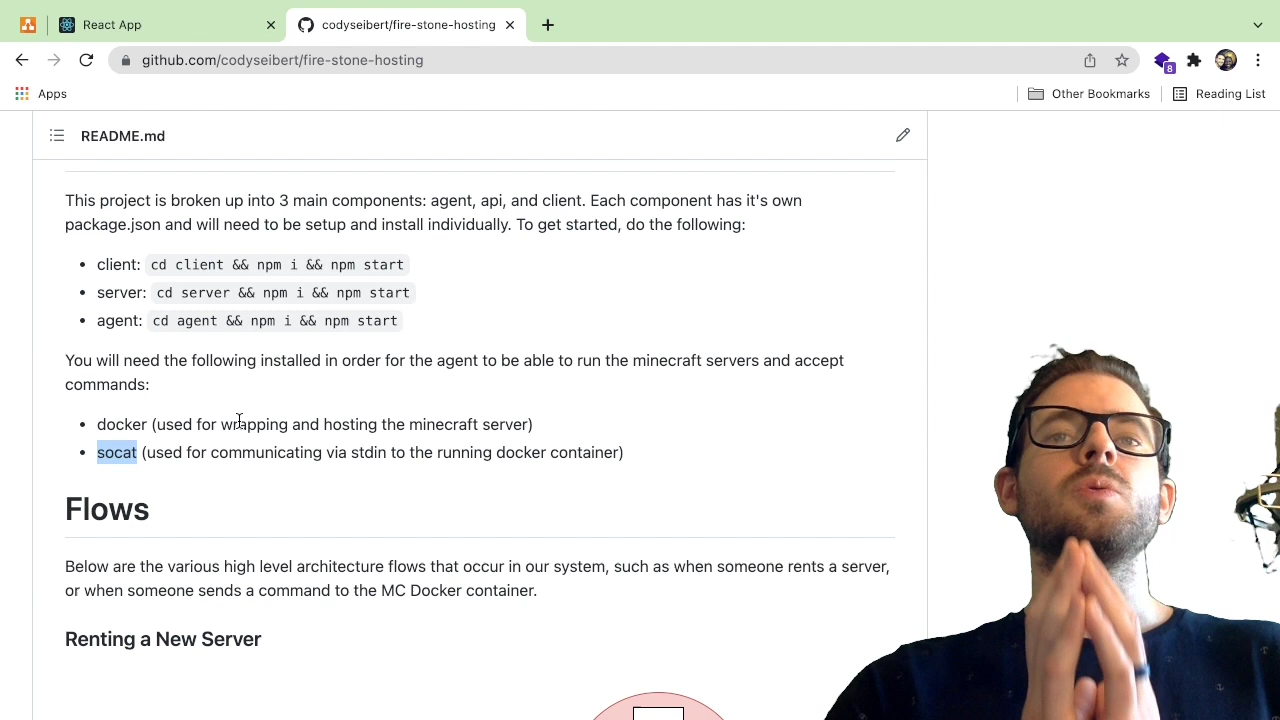 React App
codyseibert/fire-stone-hosting
github.com/codyseibert/fire-stone-hosting
8
Apps
Other Bookmarks
Reading List
README.md
This project is broken up into 3 main components: agent, api, and client. Each component has it's own
package.json and will need to be setup and install individually. To get started, do the following:
client: cd client && npm i && npm start
server: cd server && npm i && npm start
agent: cd agent && npm i && npm start
You will need the following installed in order for the agent to be able to run the minecraft servers and accept
commands:
docker (used for wrapping and hosting the minecraft server)
socat (used for communicating via stdin to the running docker container)
Flows
Below are the various high level architecture flows that occur in our system, such as when someone rents a server,
or when someone sends a command to the MC Docker container.
Renting a New Server